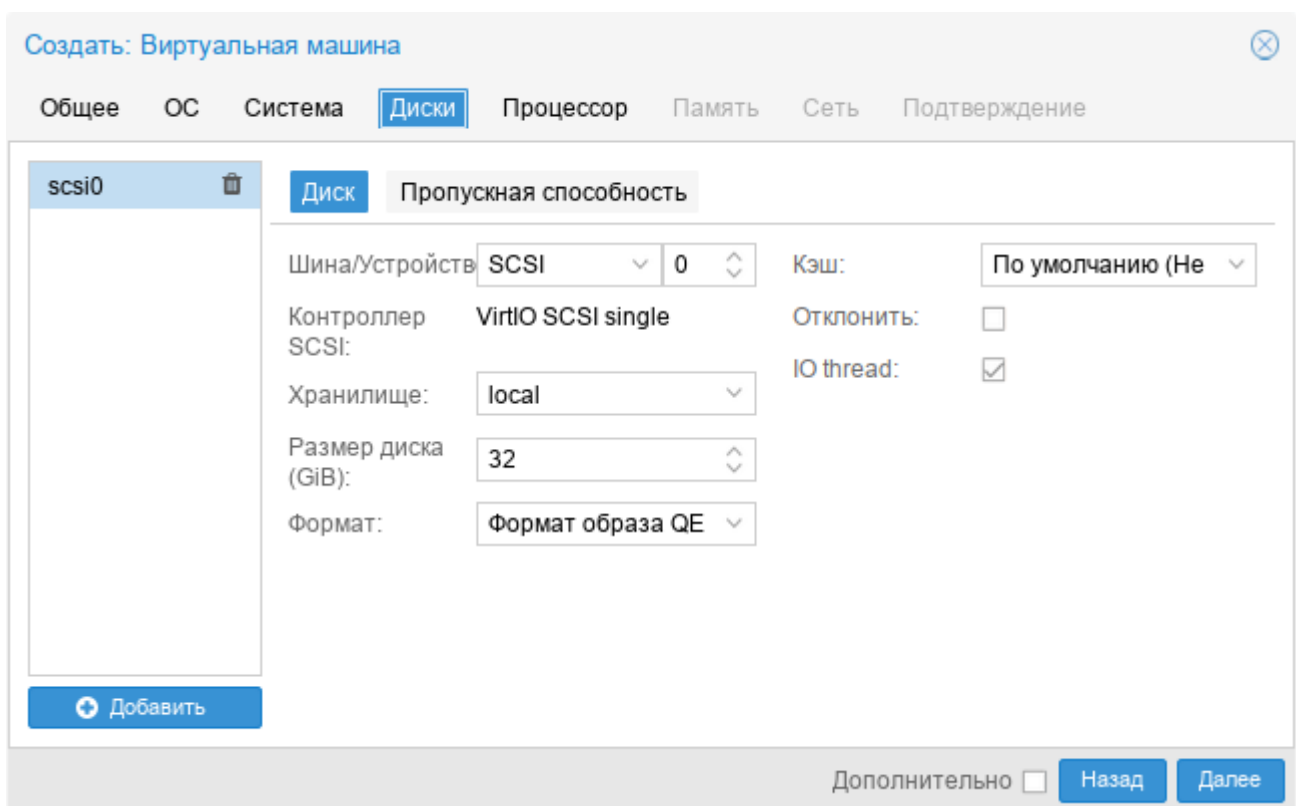 Создать: Виртуальная машина
Общее ОС Система Диски Процессор Память Сеть Подтверждение
scsi0
Диск Пропускная способность
Шина/Устройств SCSI 0 Кэш: По умолчанию (Не
Контроллер SCSI: VirtIO SCSI single Отклонить:
IO thread:
Хранилище: local
Размер диска (GiB): 32
Формат: Формат образа QE
Добавить
Дополнительно Назад Далее